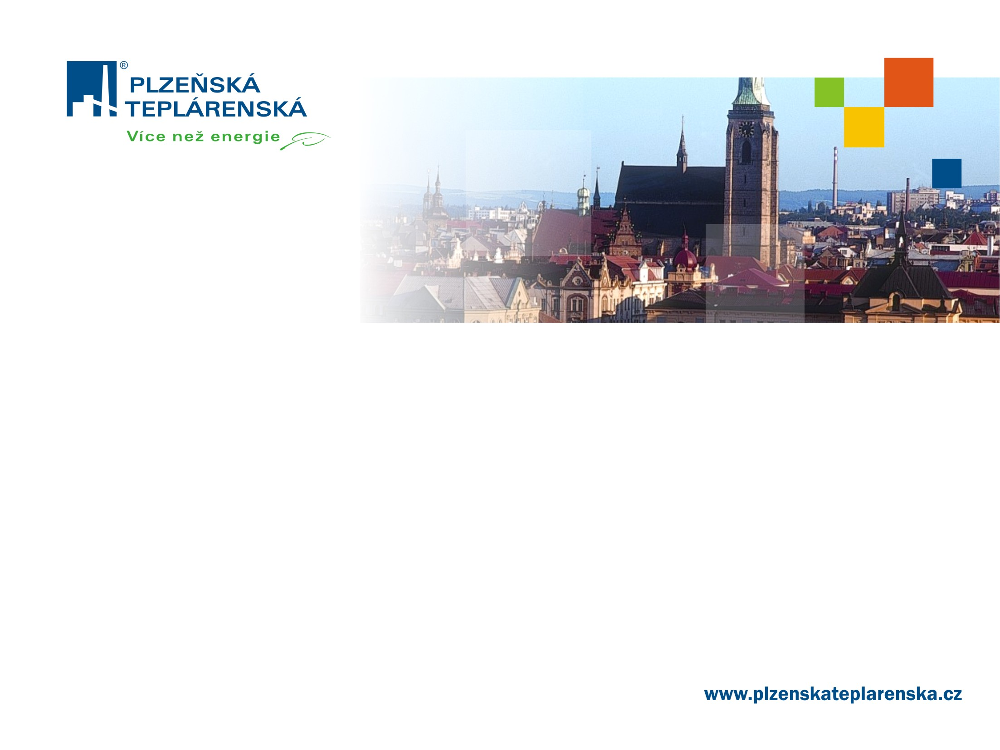 ®
PLZEŇSKÁ
TEPLÁRENSKÁ
Více než energie
www.plzenskateplarenska.cz